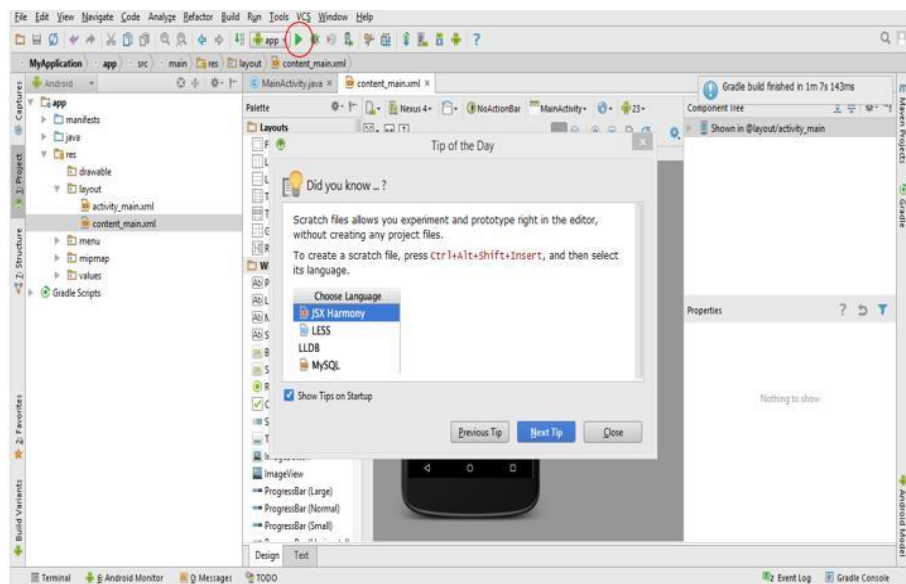 File Edit View Navigate Code Analyze Refactor Build Run Tools VCS Window Help
app
MyApplication app src main res layout content_main.xml
Android
MainActivity.java content_main.xml
Gradle build finished in 1m 7s 143ms
Captures
1: Project
7: Structure
2: Favorites
Build Variants
app
manifests
java
res
drawable
layout
activity_main.xml
content_main.xml
menu
mipmap
values
Gradle Scripts
Palette
Nexus 4 NoActionBar MainActivity 23
Layouts
Component Tree
Shown in @layout/activity_main
Tip of the Day
Did you know ... ?
Scratch files allows you experiment and prototype right in the editor,
without creating any project files.
To create a scratch file, press Ctrl+Alt+Shift+Insert, and then select
its language.
Choose Language
JSX Harmony
LESS
LLDB
MySQL
Show Tips on Startup
Previous Tip Next Tip Close
ImageView
ProgressBar (Large)
ProgressBar (Normal)
ProgressBar (Small)
Design Text
Properties
Nothing to show
Maven Projects
Gradle
Android Model
Terminal 6: Android Monitor 0: Messages TODO
Event Log Gradle Console